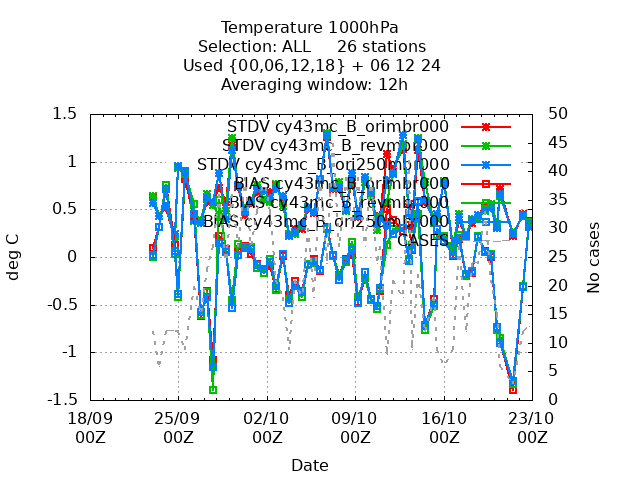 Temperature 1000hPa
Selection: ALL     26 stations
Used {00,06,12,18} + 06 12 24
Averaging window: 12h
STDV cy43mc_B_orimbr000
STDV cy43mc_B_revmbr000
STDV cy43mc_B_ori250mbr000
BIAS cy43mc_B_orimbr000
BIAS cy43mc_B_revmbr000
BIAS cy43mc_B_ori250mbr000
CASES
1.5
1
0.5
0
-0.5
-1
-1.5
deg C
50
45
40
35
30
25
20
15
10
5
0
No cases
18/09 25/09 02/10 09/10 16/10 23/10
00Z 00Z 00Z 00Z 00Z 00Z
Date